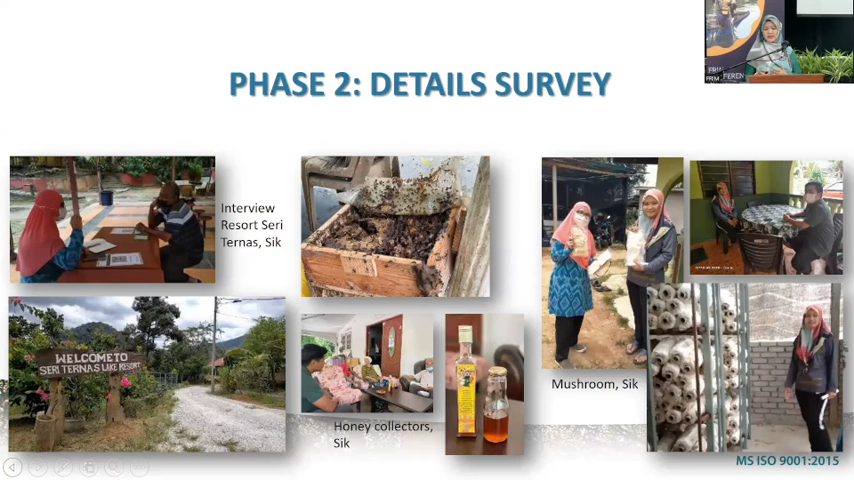 PHASE 2: DETAILS SURVEY
Interview
Resort Seri
Ternas, Sik
WELCOME TO
SERI TERNAS LAKE RESORT
Honey collectors,
Sik
Mushroom, Sik
MS ISO 9001:2015